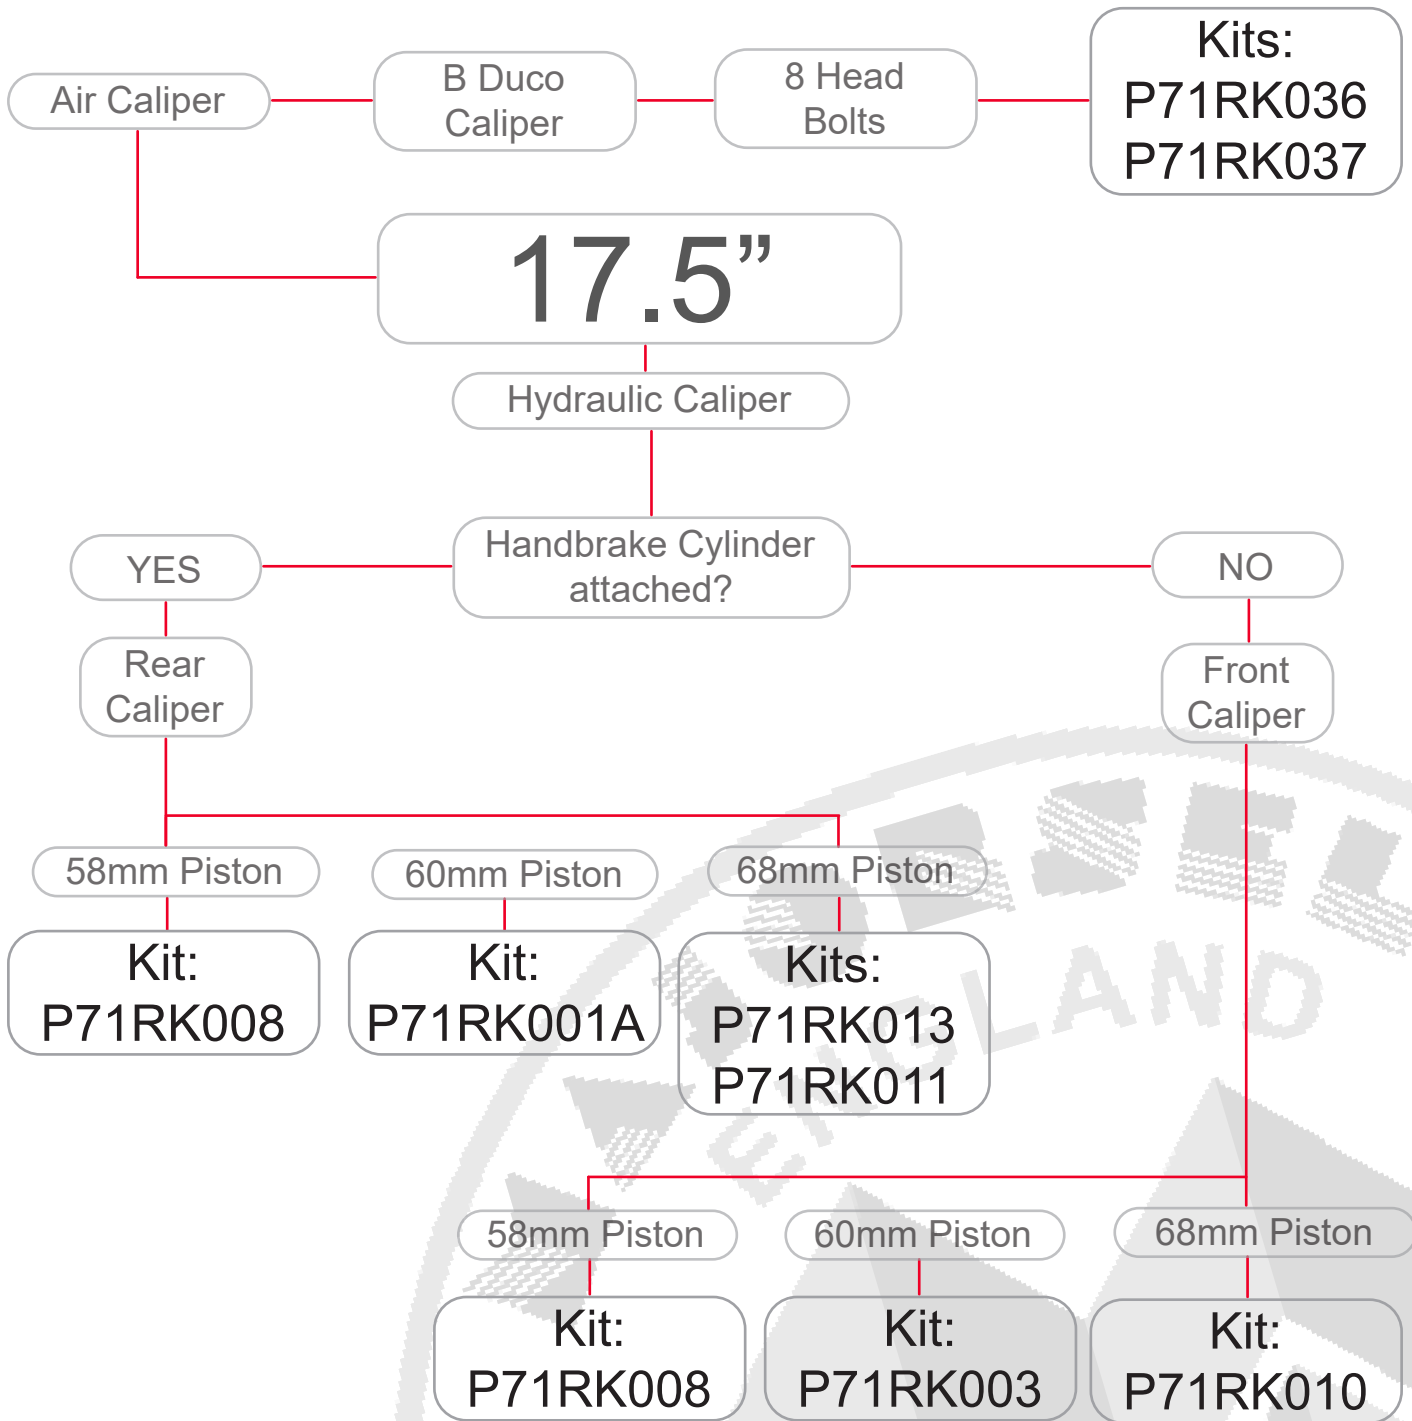 Air Caliper
B Duco
Caliper
8 Head
Bolts
Kits:
P71RK036
P71RK037
17.5”
Hydraulic Caliper
Handbrake Cylinder
attached?
YES
NO
Rear
Caliper
Front
Caliper
58mm Piston
60mm Piston
68mm Piston
Kit:
P71RK008
Kit:
P71RK001A
Kits:
P71RK013
P71RK011
ENGLAND
58mm Piston
60mm Piston
68mm Piston
Kit:
P71RK008
Kit:
P71RK003
Kit:
P71RK010